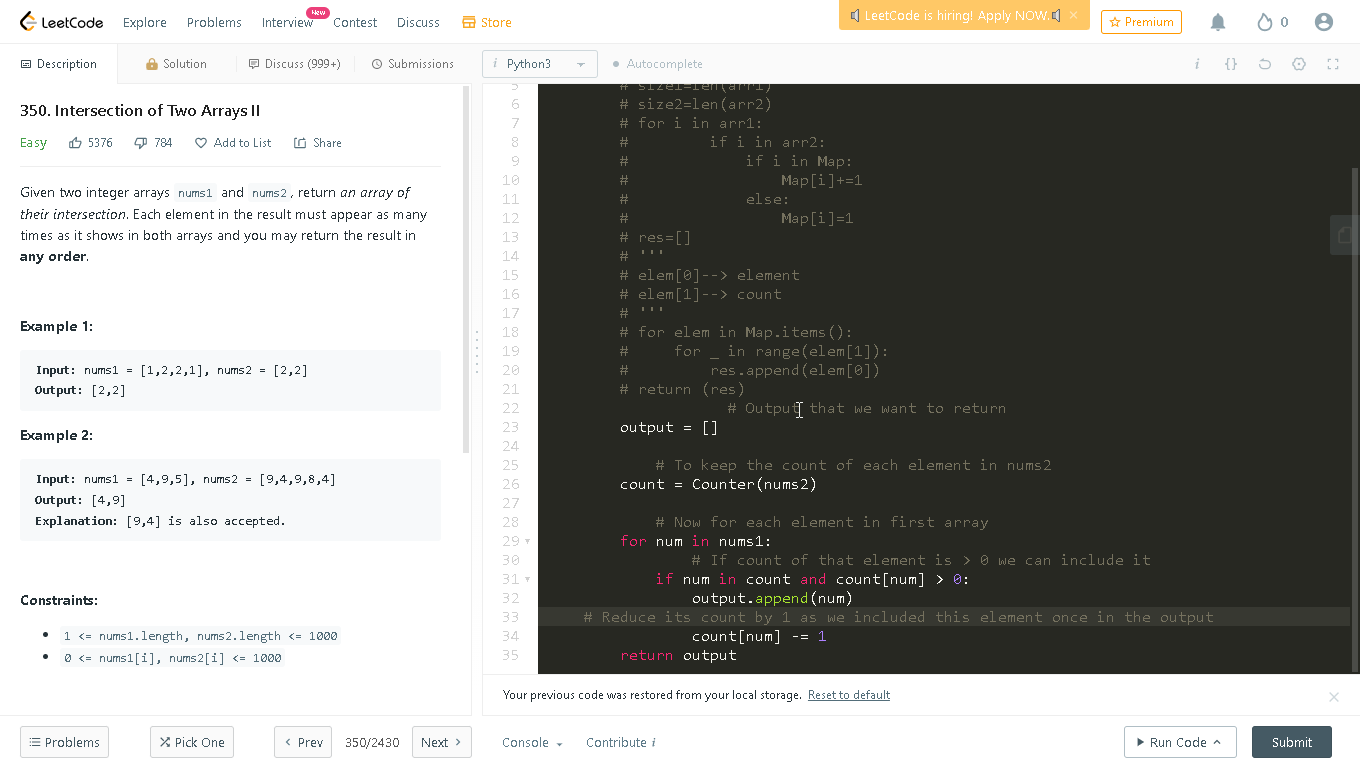 LeetCode Explore Problems Interview New Contest Discuss Store LeetCode is hiring! Apply NOW. × Premium 0
Description Solution Discuss (999+) Submissions
i Python3 Autocomplete i {}
350. Intersection of Two Arrays II
Easy 5376 784 Add to List Share
Given two integer arrays nums1 and nums2, return an array of
their intersection. Each element in the result must appear as many
times as it shows in both arrays and you may return the result in
any order.
Example 1:
Input: nums1 = [1,2,2,1], nums2 = [2,2]
Output: [2,2]
Example 2:
Input: nums1 = [4,9,5], nums2 = [9,4,9,8,4]
Output: [4,9]
Explanation: [9,4] is also accepted.
Constraints:
1 <= nums1.length, nums2.length <= 1000
0 <= nums1[i], nums2[i] <= 1000
5 # size1=len(arr1)
6 # size2=len(arr2)
7 # for i in arr1:
8 # if i in arr2:
9 # if i in Map:
10 # Map[i]+=1
11 # else:
12 # Map[i]=1
13 # res=[]
14 # '''
15 # elem[0]--> element
16 # elem[1]--> count
17 # '''
18 # for elem in Map.items():
19 # for _ in range(elem[1]):
20 # res.append(elem[0])
21 # return (res)
22 # Output that we want to return
23 output = []
24
25 # To keep the count of each element in nums2
26 count = Counter(nums2)
27
28 # Now for each element in first array
29 for num in nums1:
30 # If count of that element is > 0 we can include it
31 if num in count and count[num] > 0:
32 output.append(num)
33 # Reduce its count by 1 as we included this element once in the output
34 count[num] -= 1
35 return output
Your previous code was restored from your local storage. Reset to default ×
Problems Pick One < Prev 350/2430 Next > Console Contribute i Run Code Submit